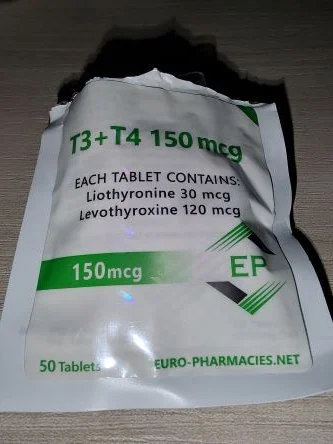 T3+T4 150 mcg
EACH TABLET CONTAINS:
Liothyronine 30 mcg
Levothyroxine 120 mcg
EP
150mcg
50 Tablets
EURO-PHARMACIES.NET